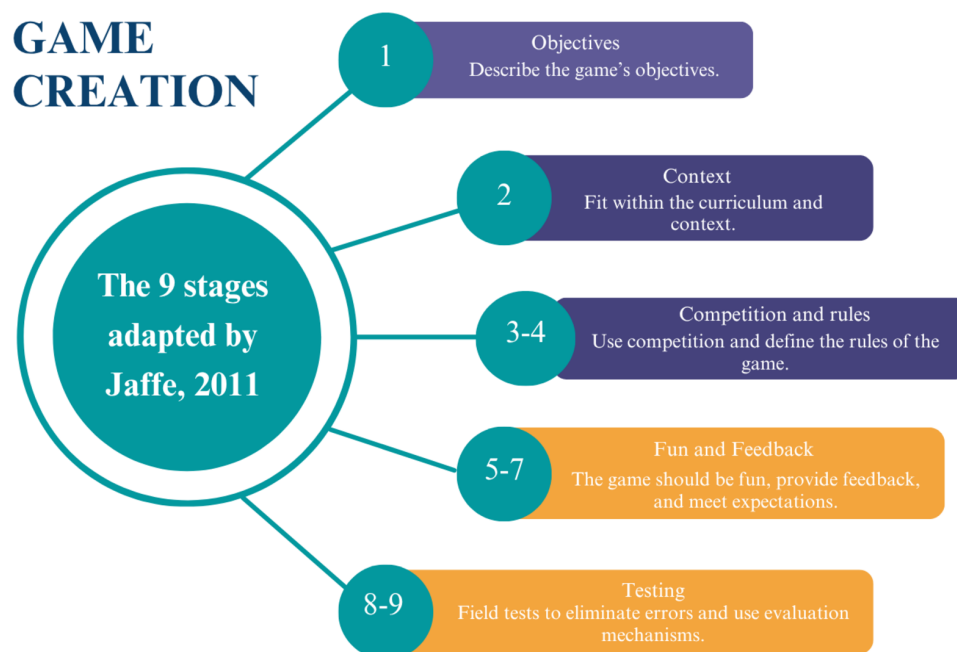 GAME
CREATION
The 9 stages
adapted by
Jaffe, 2011
1
Objectives
Describe the game’s objectives.
2
Context
Fit within the curriculum and
context.
3-4
Competition and rules
Use competition and define the rules of the
game.
5-7
Fun and Feedback
The game should be fun, provide feedback,
and meet expectations.
8-9
Testing
Field tests to eliminate errors and use evaluation
mechanisms.